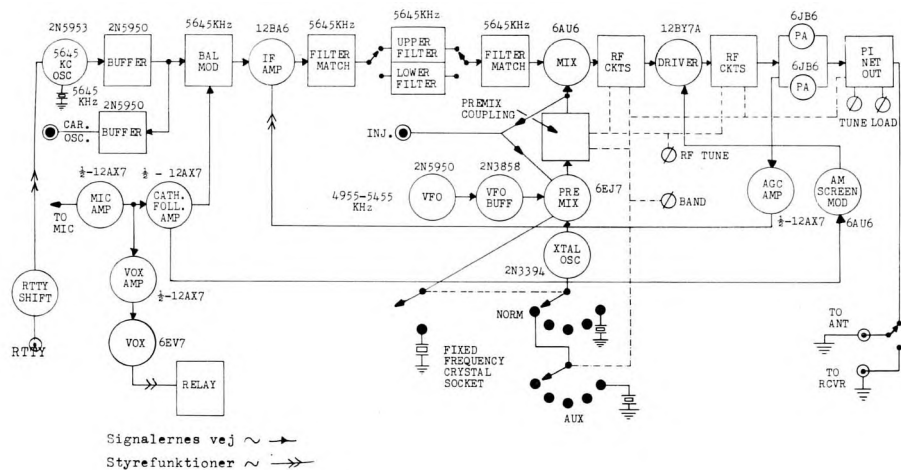 2N5953
2N5950
5645KHz
12BA6
5645KHz
5645KHz
5645KHz
6AU6
12BY7A
6JB6
5645
KC
OSC
BUFFER
BAL
MOD
IF
AMP
FILTER
MATCH
UPPER
FILTER
LOWER
FILTER
FILTER
MATCH
MIX
RF
CKTS
DRIVER
RF
CKTS
PA
6JB6
PA
PI
NET
OUT
5645
KHz
2N5950
CAR.
OSC.
BUFFER
INJ.
PREMIX
COUPLING
TUNE LOAD
RF TUNE
½-12AX7
½ - 12AX7
MIC
AMP
CATH.
FOLL.
AMP
TO
MIC
4955-5455
KHz
2N5950
2N3858
VFO
VFO
BUFF
PRE
MIX
6EJ7
BAND
AGC
AMP
½-12AX7
AM
SCREEN
MOD
6AU6
RTTY
SHIFT
RTTY
VOX
AMP
½-12AX7
VOX
6EV7
RELAY
XTAL
OSC
2N3394
NORM
FIXED
FREQUENCY
CRYSTAL
SOCKET
AUX
TO
ANT
TO
RCVR
Signalernes vej ~
Styrefunktioner ~